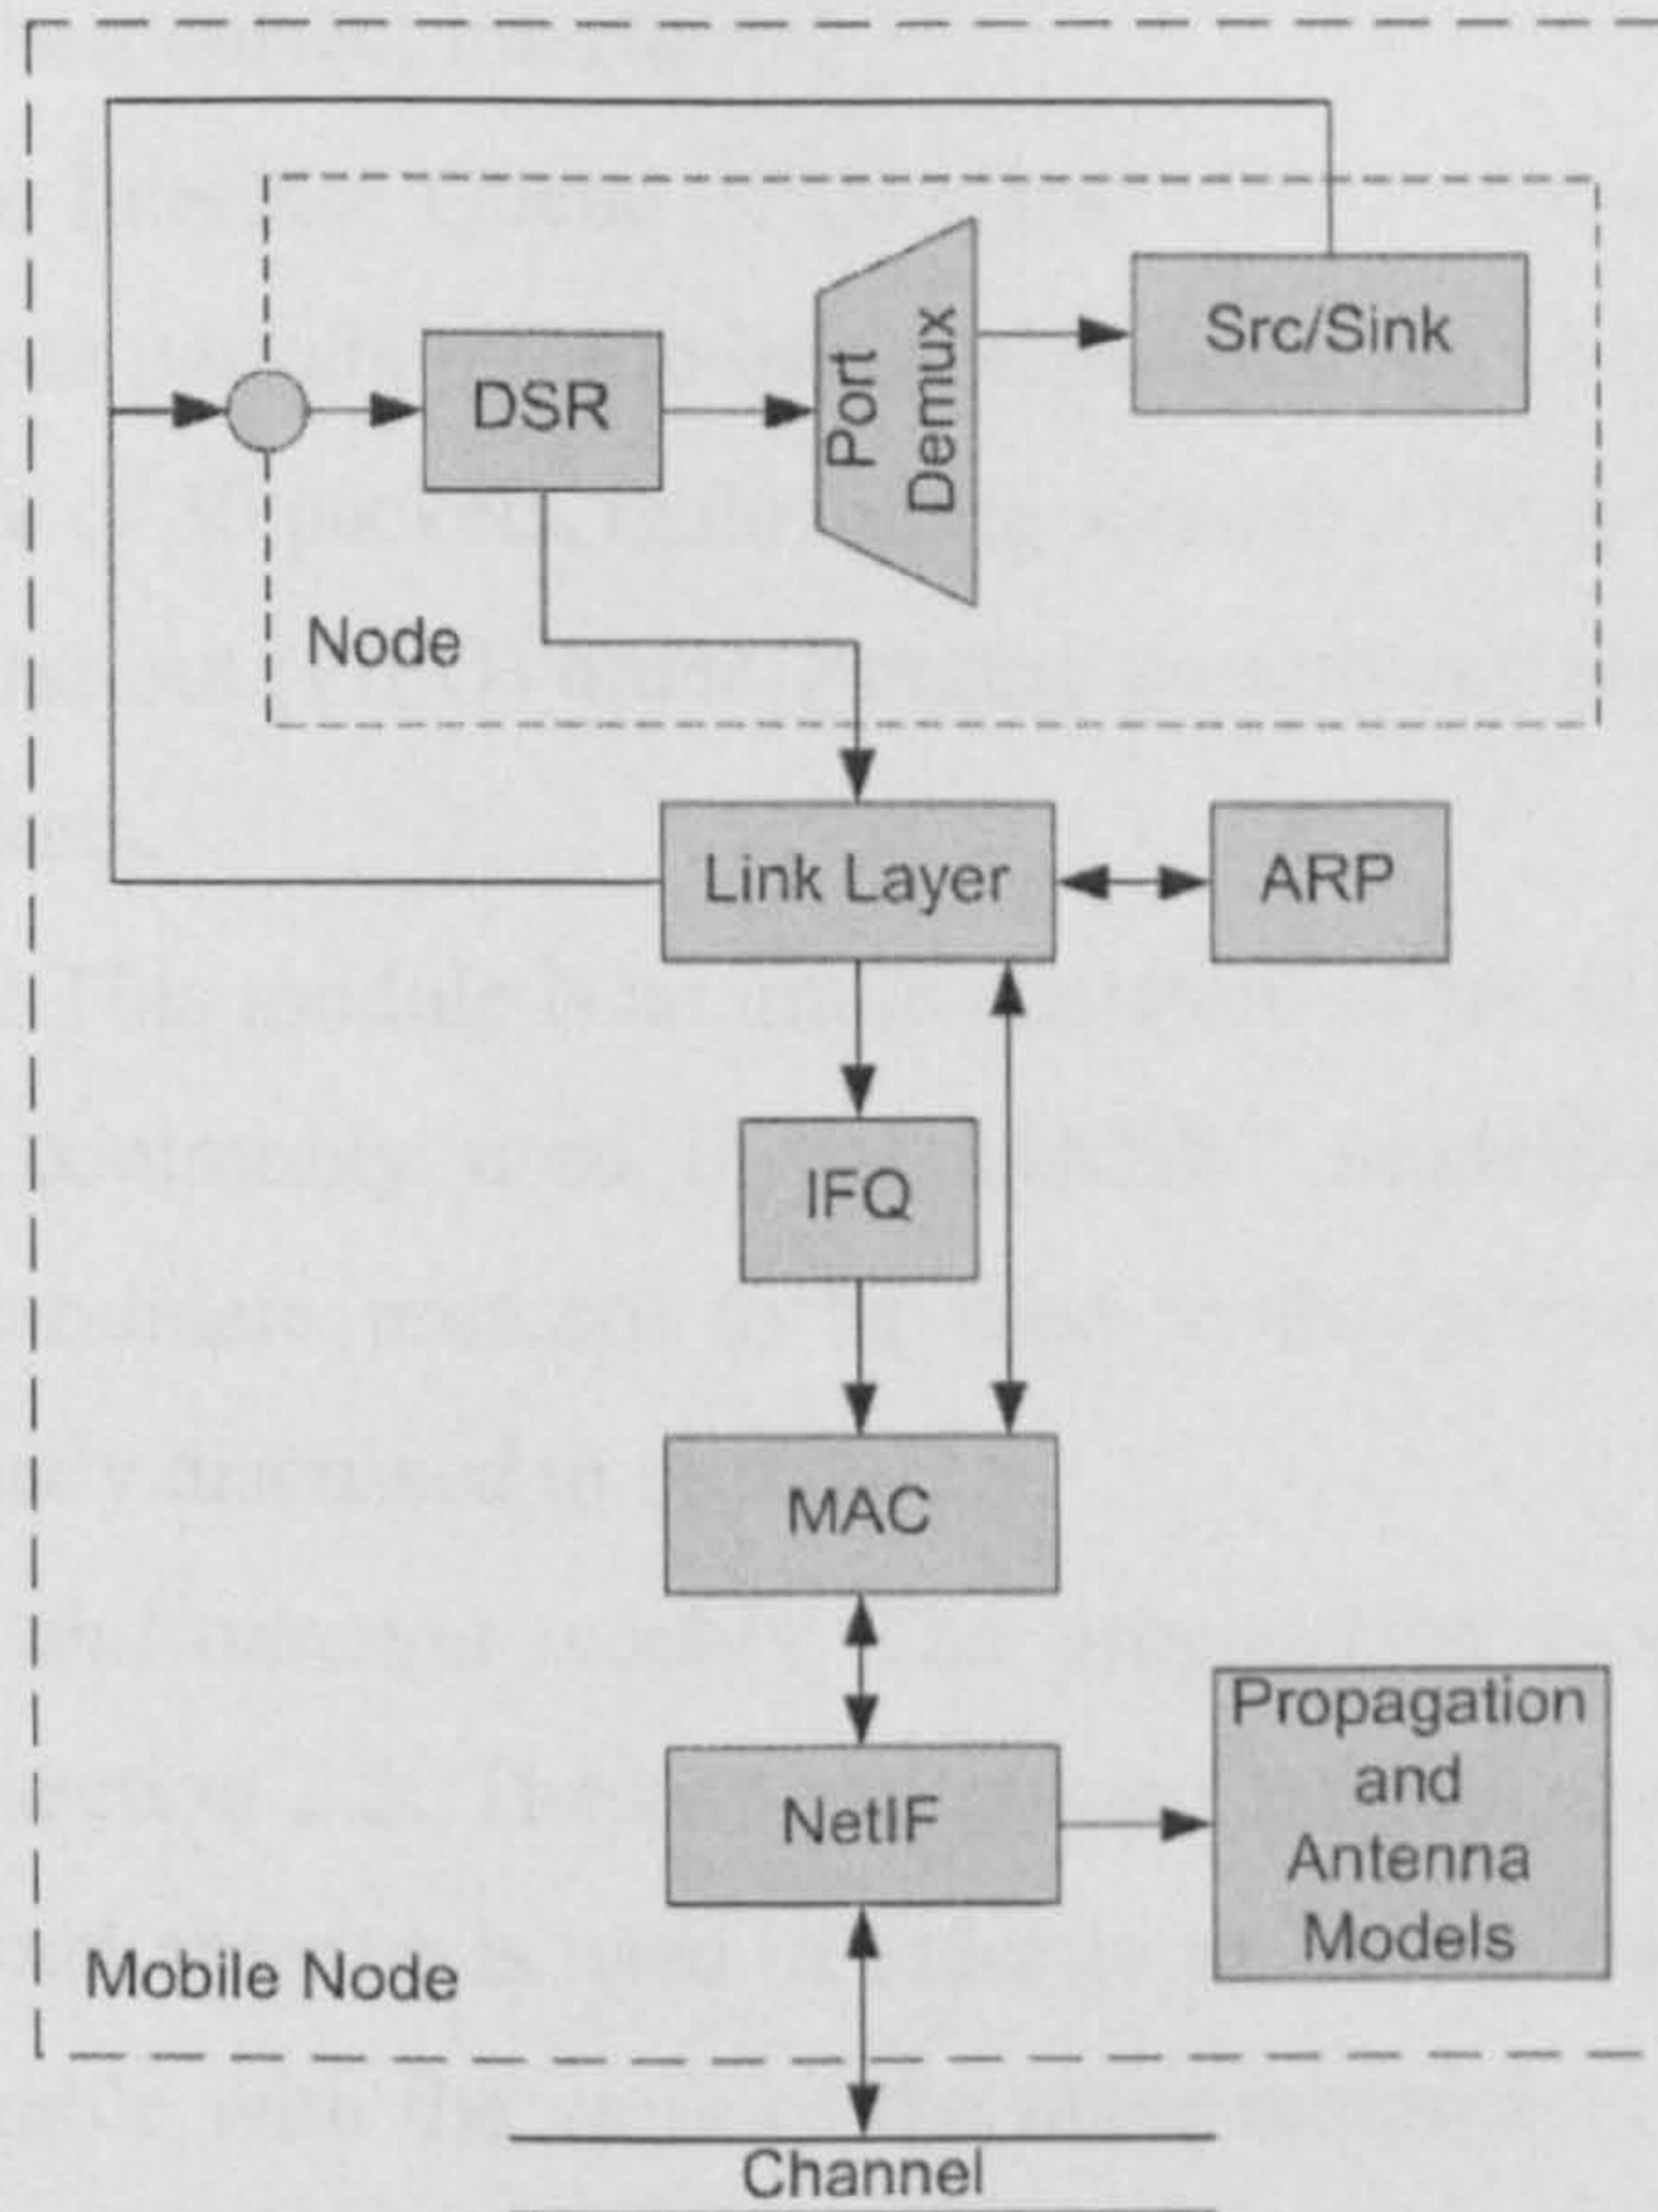 Src/Sink
DSR
Port
Demux
Node
Link Layer
ARP
IFQ
MAC
NetIF
Propagation
and
Antenna
Models
Mobile Node
Channel